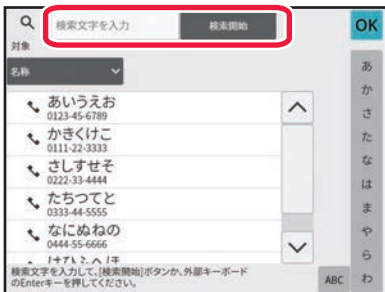 検索文字を入力 検索開始 OK
対象
名称
あいうえお
0123-45-6789
かきくけこ
0111-22-3333
さしすせそ
0222-33-4444
たちつてと
0333-44-5555
なにぬねの
0444-55-6666
はひふへほ
検索文字を入力して、[検索開始]ボタンか、外部キーボード
のEnterキーを押してください。
ABC
あ
か
さ
た
な
は
ま
や
ら
わ